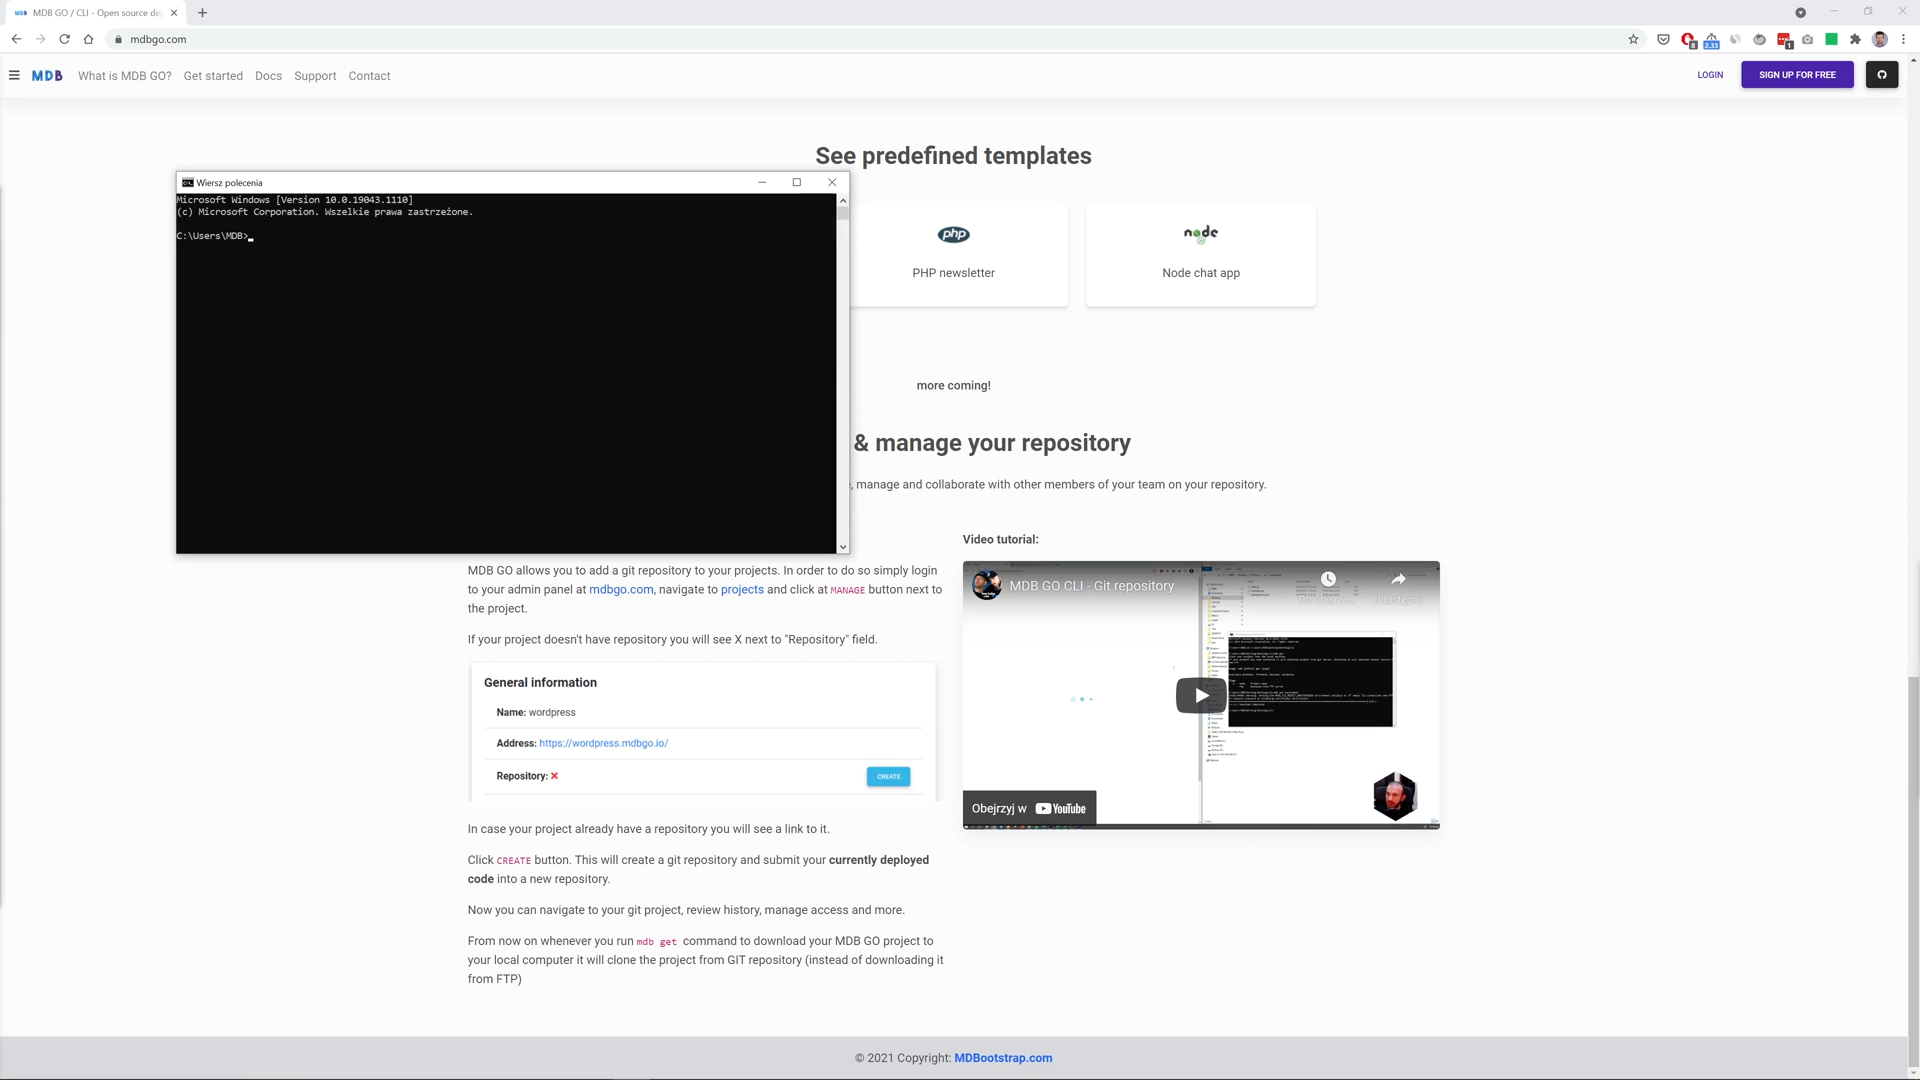 MDB GO / CLI - Open source de
mdbgo.com
8
2.33
1
MDB
What is MDB GO?
Get started
Docs
Support
Contact
LOGIN
SIGN UP FOR FREE
See predefined templates
Wiersz polecenia
Microsoft Windows [Version 10.0.19043.1110]
(c) Microsoft Corporation. Wszelkie prawa zastrzeżone.
C:\Users\MDB>
php
PHP newsletter
node
Node chat app
more coming!
& manage your repository
, manage and collaborate with other members of your team on your repository.
MDB GO allows you to add a git repository to your projects. In order to do so simply login
to your admin panel at mdbgo.com, navigate to projects and click at MANAGE button next to
the project.
If your project doesn't have repository you will see X next to "Repository" field.
General information
Name: wordpress
Address: https://wordpress.mdbgo.io/
Repository:
CREATE
In case your project already have a repository you will see a link to it.
Click CREATE button. This will create a git repository and submit your currently deployed
code into a new repository.
Now you can navigate to your git project, review history, manage access and more.
From now on whenever you run mdb get command to download your MDB GO project to
your local computer it will clone the project from GIT repository (instead of downloading it
from FTP)
Video tutorial:
MDB GO CLI - Git repository
Do obejrze...
Udostępnij
Obejrzyj w YouTube
© 2021 Copyright: MDBootstrap.com